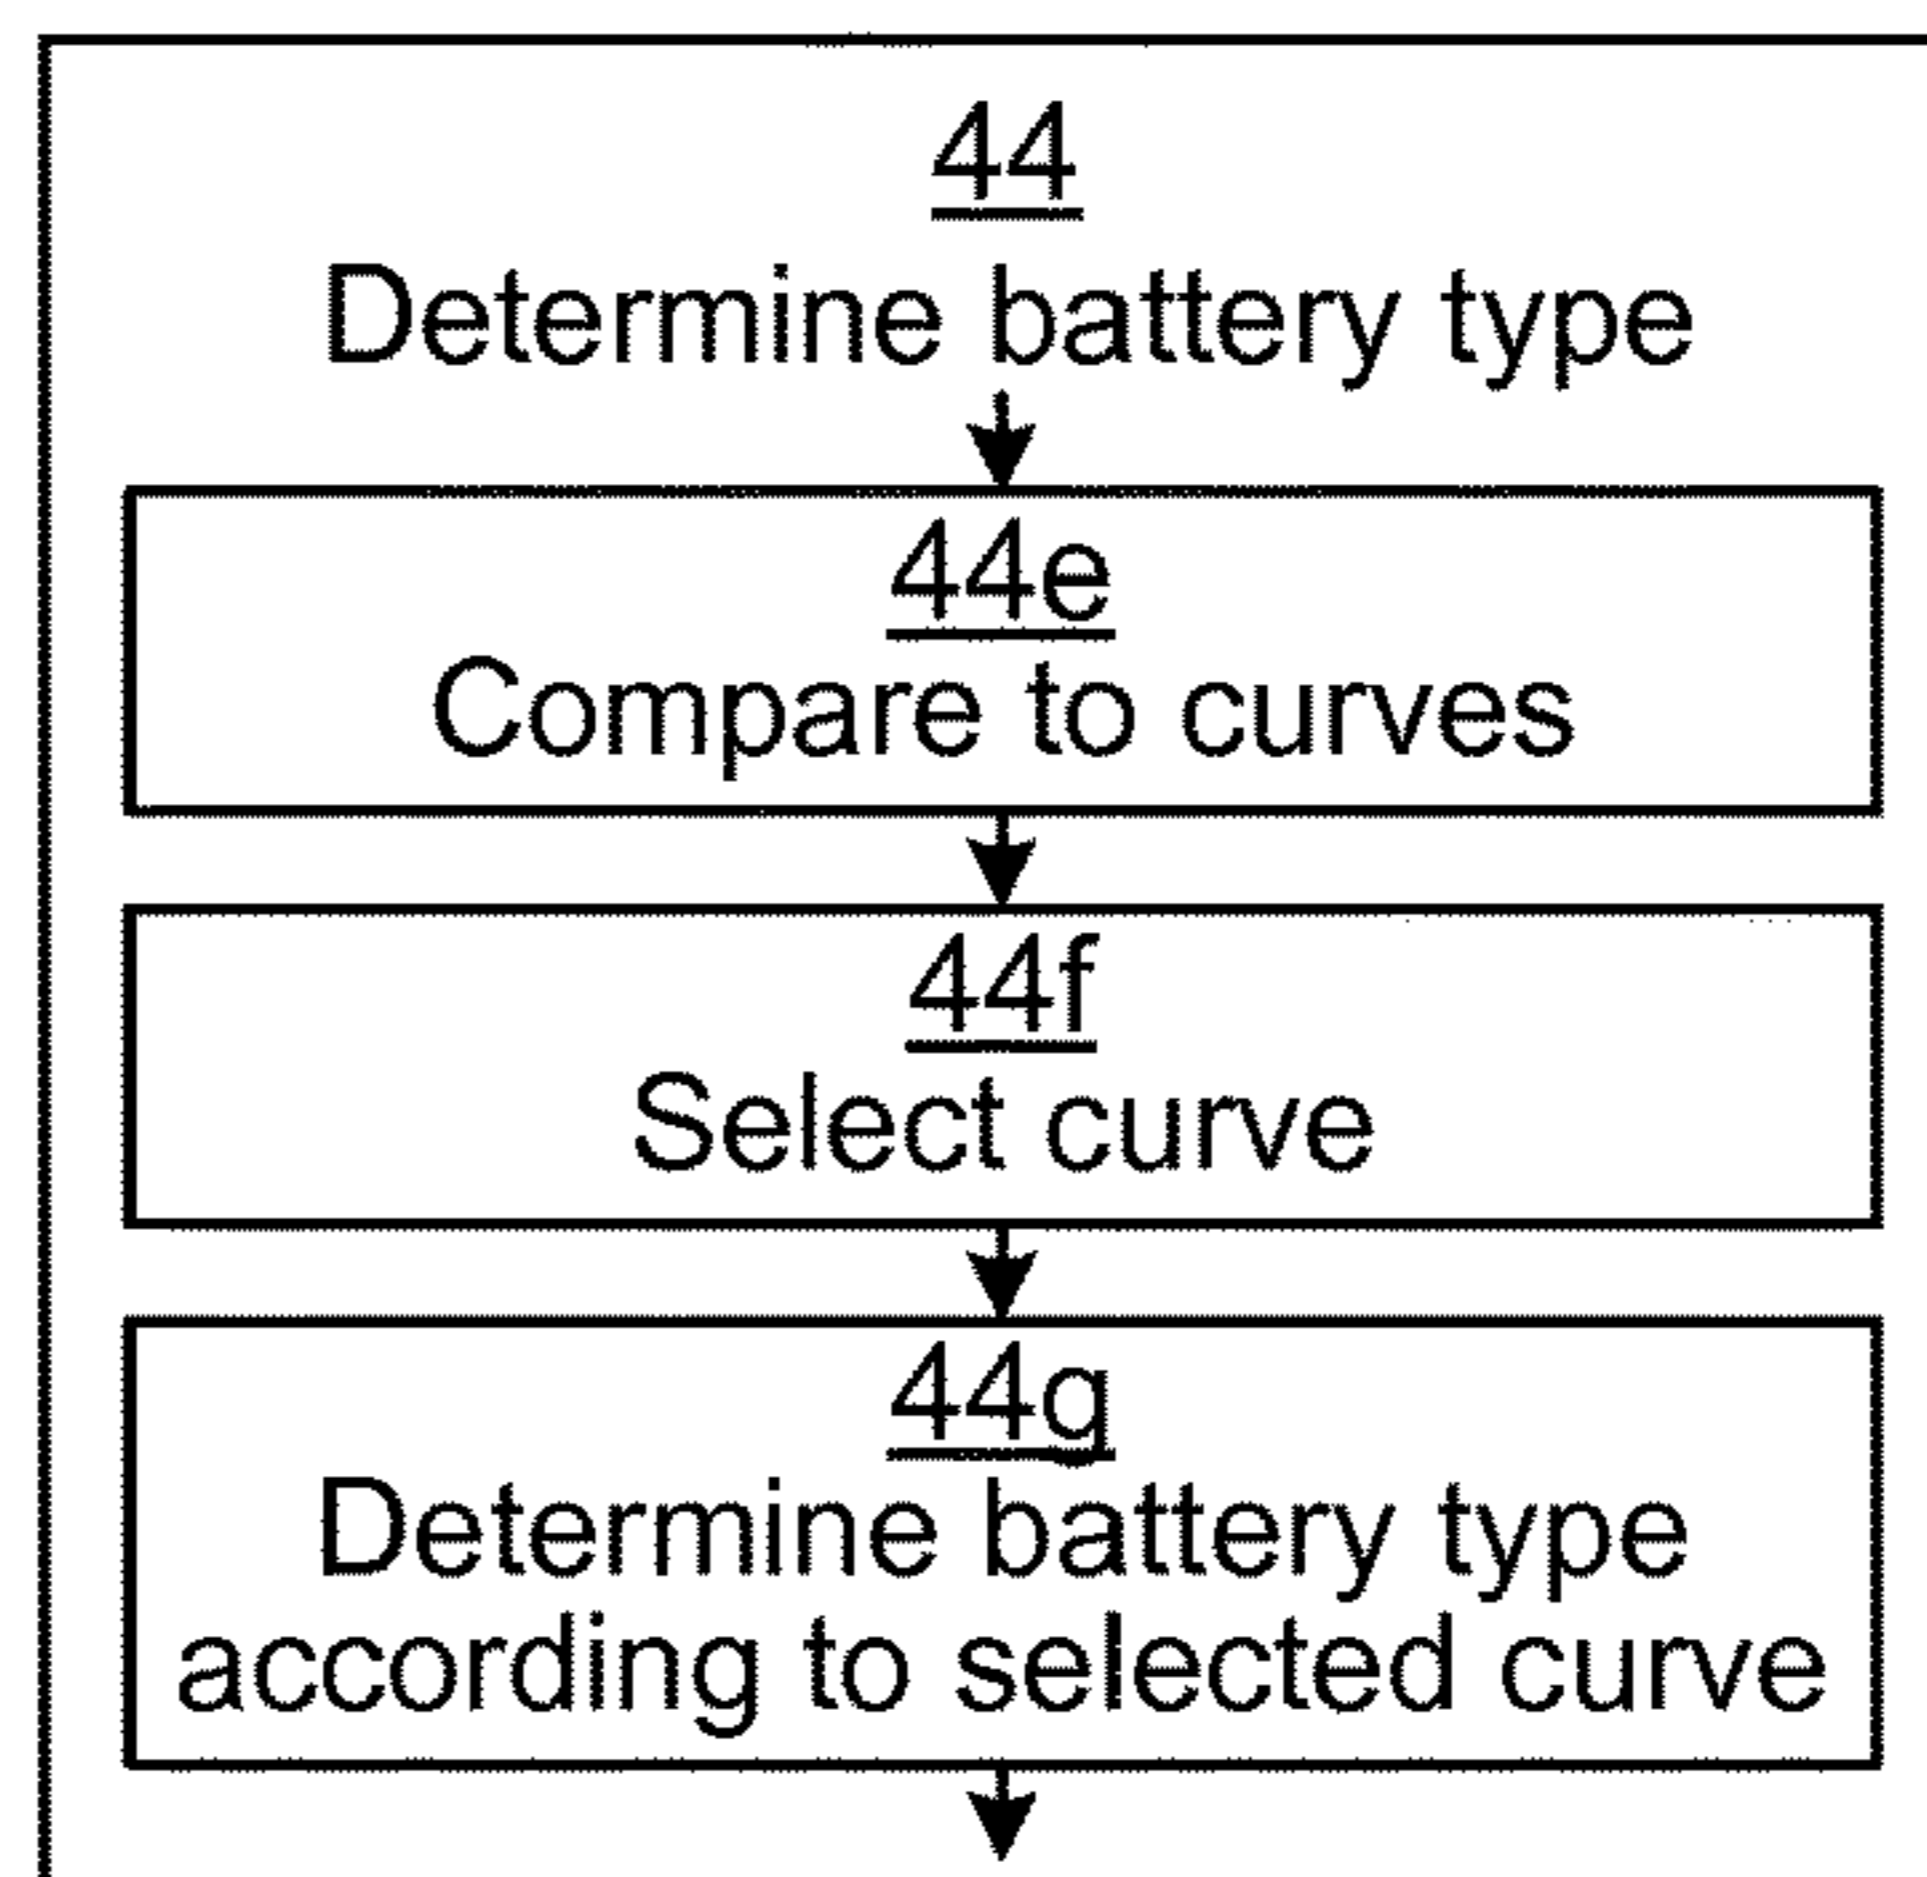 44
Determine battery type
44e
Compare to curves
44f
Select curve
44g
Determine battery type
according to selected curve